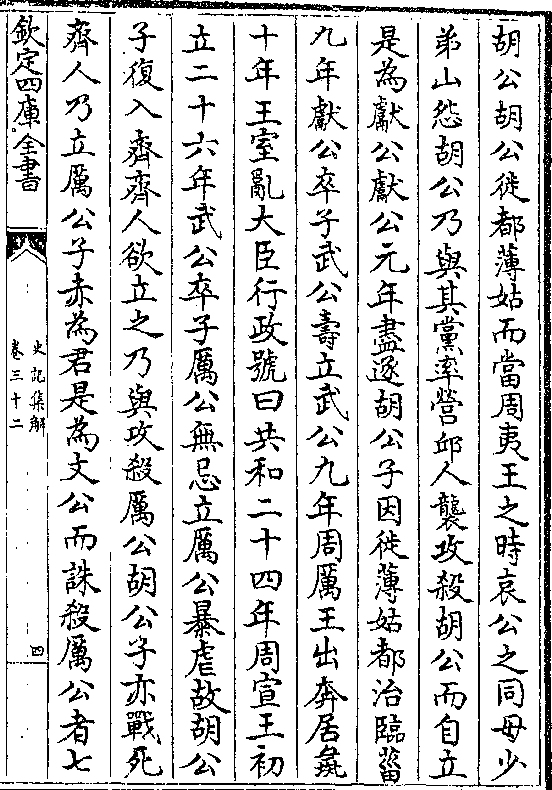 胡公胡公徙都薄姑而當周夷王之時哀公之同母少
弟山怨胡公乃與其黨率營邱人襲攻殺胡公而自立
是為獻公獻公元年盡逐胡公子因徙薄姑都治臨菑
九年獻公卒子武公壽立武公九年周厲王出奔居彘
十年王室亂大臣行政號曰共和二十四年周宣王初
立二十六年武公卒子厲公無忌立厲公暴虐故胡公
子復入齊齊人欲立之乃與攻殺厲公胡公子亦戰死
齊人乃立厲公子赤為君是為文公而誅殺厲公者七
欽定四庫全書
史記集解
卷三十二
四